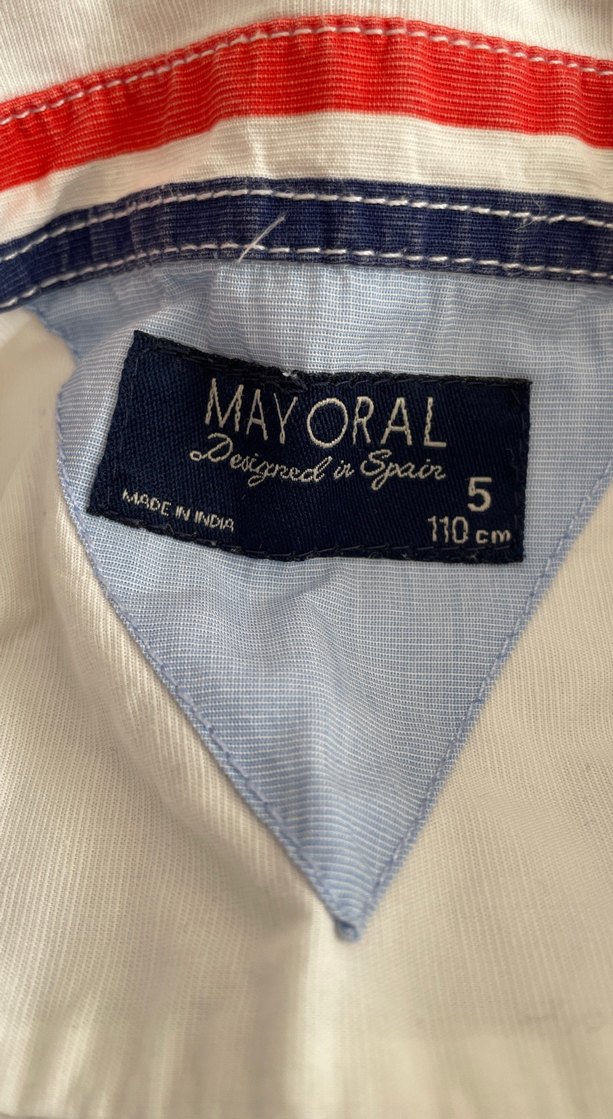 MAYORAL
Designed in Spain
5
MADE IN INDIA
110 cm